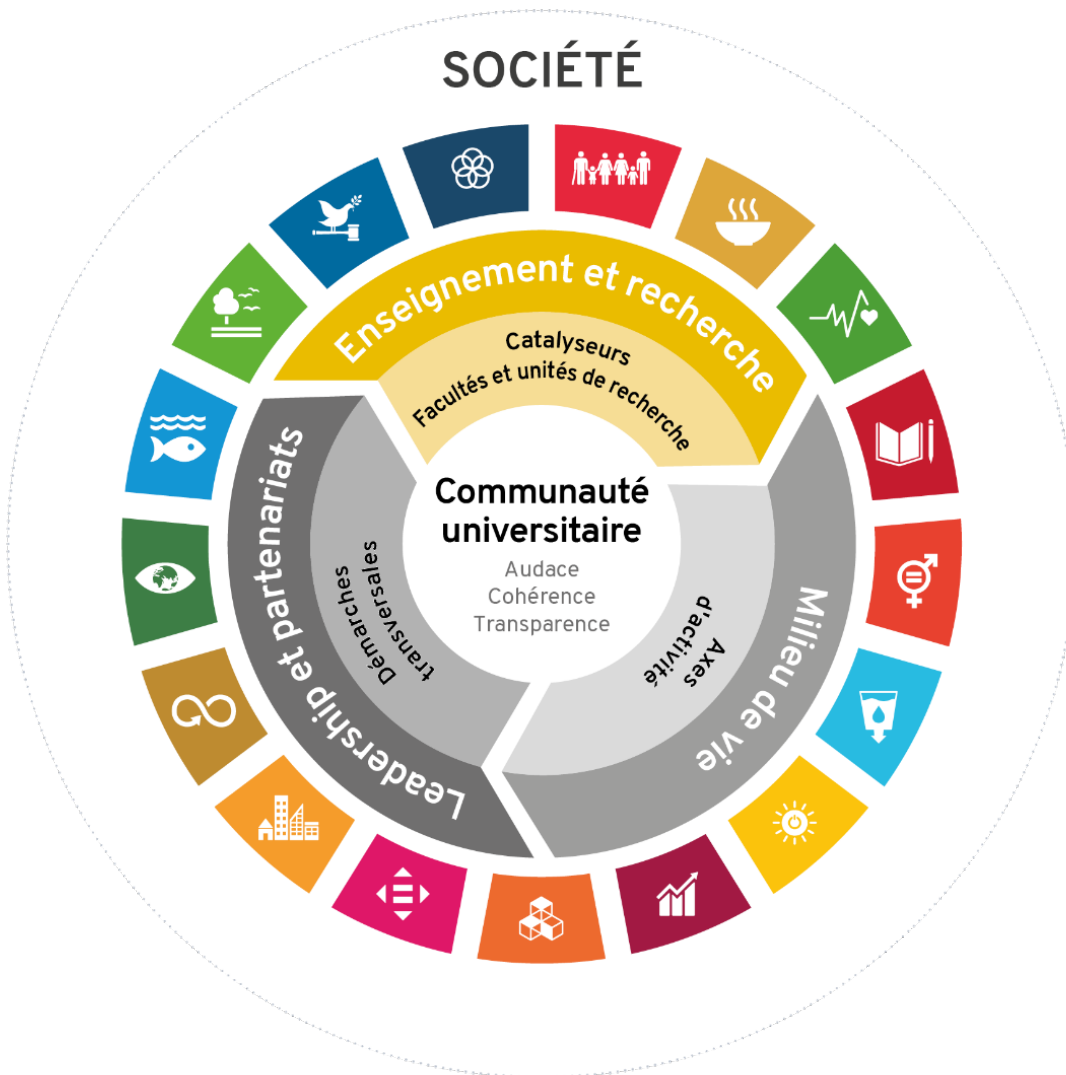 SOCIÉTÉ
Enseignement et recherche
Catalyseurs
Facultés et unités de recherche
Communauté
universitaire
Audace
Cohérence
Transparence
Milieu de vie
Axes
d'activité
Leadership et partenariats
Démarches
transversales